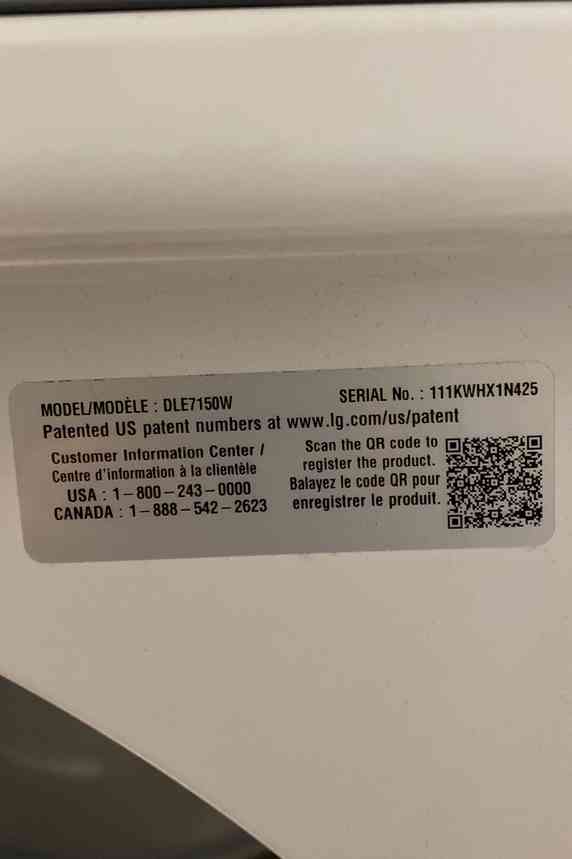 MODEL/MODÈLE : DLE7150W
SERIAL No. : 111KWHX1N425
Patented US patent numbers at www.lg.com/us/patent
Customer Information Center /
Centre d'information à la clientèle
USA : 1-800-243-0000
CANADA : 1-888-542-2623
Scan the QR code to
register the product.
Balayez le code QR pour
enregistrer le produit.